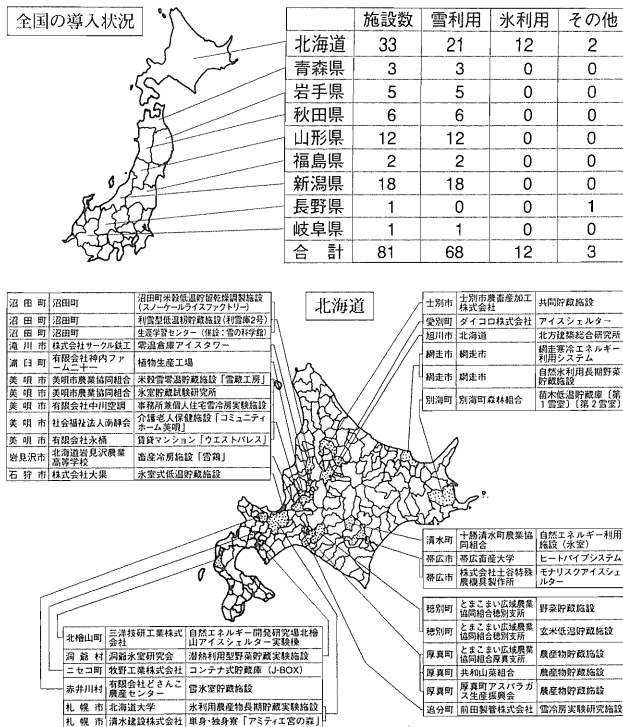 全国の導入状況
施設数 雪利用 氷利用 その他
北海道 33 21 12 2
青森県 3 3 0 0
岩手県 5 5 0 0
秋田県 6 6 0 0
山形県 12 12 0 0
福島県 2 2 0 0
新潟県 18 18 0 0
長野県 1 0 0 1
岐阜県 1 1 0 0
合計 81 68 12 3
北海道
沼田町 沼田町 沼田町米穀低温貯留乾燥調製施設
(スノークールライスファクトリー)
沼田町 沼田町 利雪型低温籾貯蔵施設(利雪庫2号)
沼田町 沼田町 生涯学習センター(併設:雪の科学館)
滝川市 株式会社サークル鉄工 零温倉庫アイスタワー
浦臼町 有限会社神内ファ
ーム二十一 植物生産工場
美唄市 美唄市農業協同組合 米穀雪零温貯蔵施設「雪蔵工房」
美唄市 美唄市農業協同組合 氷室貯蔵試験研究所
美唄市 有限会社中川空調 事務所兼個人住宅雪冷房実験施設
美唄市 社会福祉法人南静会 介護老人保健施設「コミュニティ
ホーム美唄」
美唄市 有限会社永桶 賃貸マンション「ウエストパレス」
岩見沢市 北海道岩見沢農業
高等学校 畜産冷房施設「雪鶏」
石狩市 株式会社大果 氷室式低温貯蔵施設
士別市 士別市農畜産加工
株式会社 共同貯蔵施設
愛別町 ダイコロ株式会社 アイスシェルター
旭川市 北海道 北方建築総合研究所
網走市 網走市 網走寒冷エネルギー
利用システム
網走市 網走市 自然氷利用長期野菜
貯蔵施設
別海町 別海町森林組合 苗木低温貯蔵庫〔第
1雪室〕〔第2雪室〕
清水町 十勝清水町農業協
同組合 自然エネルギー利用
施設(氷室)
帯広市 帯広畜産大学 ヒートパイプシステム
帯広市 株式会社土谷特殊
農機具製作所 モナリスクアイスシェ
ルター
穂別町 とまこまい広域農業
協同組合穂別支所 野菜貯蔵施設
穂別町 とまこまい広域農業
協同組合穂別支所 玄米低温貯蔵施設
厚真町 とまこまい広域農業
協同組合厚真支所 農産物貯蔵施設
厚真町 共和山菜組合 農産物貯蔵施設
厚真町 厚真町アスパラガ
ス生産振興会 農産物貯蔵施設
追分町 前田製管株式会社 雪冷房実験研究施設
北檜山町 三洋技研工業株式
会社 自然エネルギー開発研究場北檜
山アイスシェルター実験棟
洞爺村 洞爺氷室研究会 潜熱利用型野菜貯蔵実験施設
ニセコ町 牧野工業株式会社 コンテナ式貯蔵庫(J-BOX)
赤井川村 有限会社どさんこ
農産センター 雪氷室貯蔵施設
札幌市 北海道大学 氷利用農産物長期貯蔵実験施設
札幌市 清水建設株式会社 単身・独身寮「アミティエ宮の森」